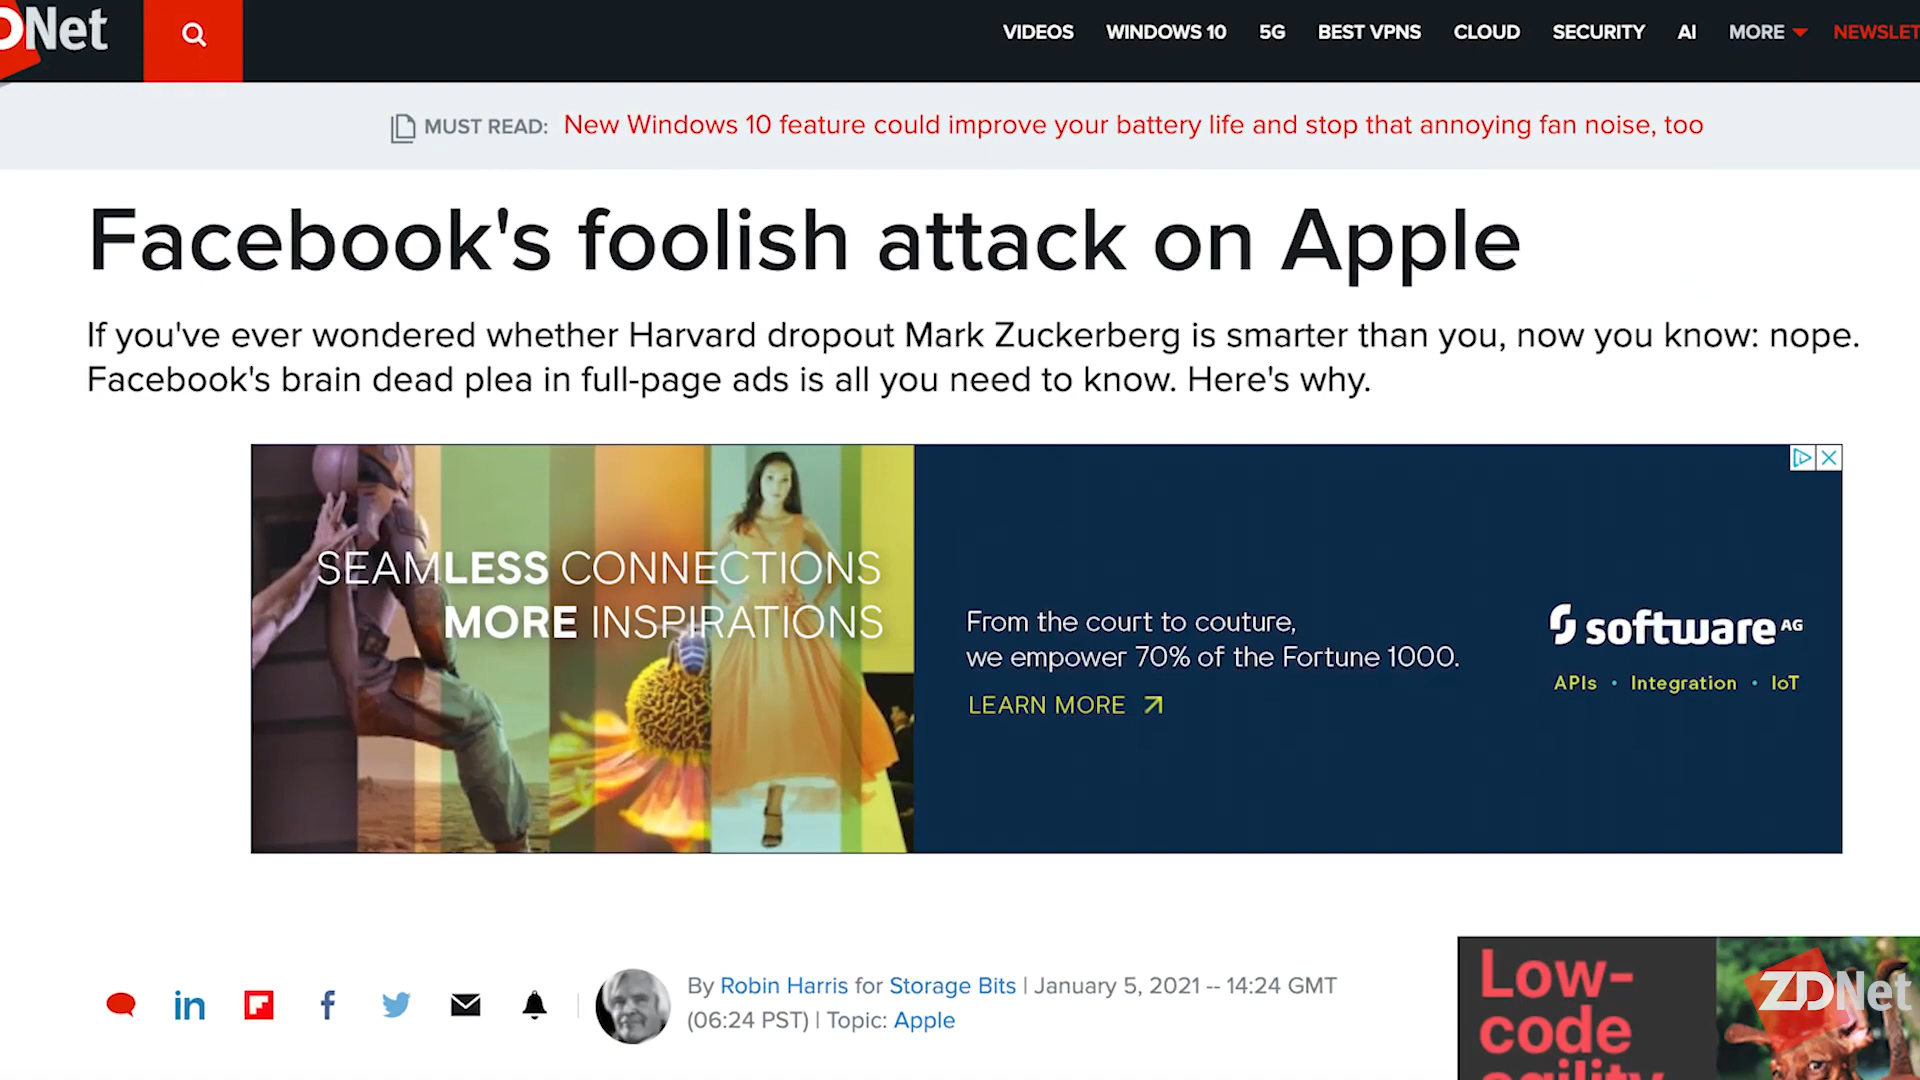 DNet
VIDEOS WINDOWS 10 5G BEST VPNS CLOUD SECURITY AI MORE NEWSLET
MUST READ: New Windows 10 feature could improve your battery life and stop that annoying fan noise, too
Facebook's foolish attack on Apple
If you've ever wondered whether Harvard dropout Mark Zuckerberg is smarter than you, now you know: nope.
Facebook's brain dead plea in full-page ads is all you need to know. Here's why.
SEAMLESS CONNECTIONS
MORE INSPIRATIONS
From the court to couture,
we empower 70% of the Fortune 1000.
LEARN MORE
software AG
APIs • Integration • IoT
in
f
By Robin Harris for Storage Bits | January 5, 2021 -- 14:24 GMT
(06:24 PST) | Topic: Apple
Low-
code
agility
ZDNet